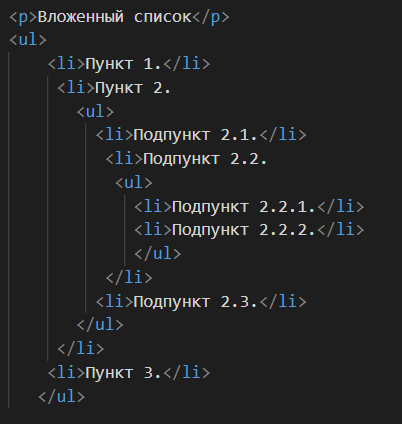 <p>Вложенный список</p>
<ul>
    <li>Пункт 1.</li>
     <li>Пункт 2.
       <ul>
         <li>Подпункт 2.1.</li>
          <li>Подпункт 2.2.
           <ul>
             <li>Подпункт 2.2.1.</li>
             <li>Подпункт 2.2.2.</li>
             </ul>
          </li>
         <li>Подпункт 2.3.</li>
       </ul>
     </li>
    <li>Пункт 3.</li>
   </ul>